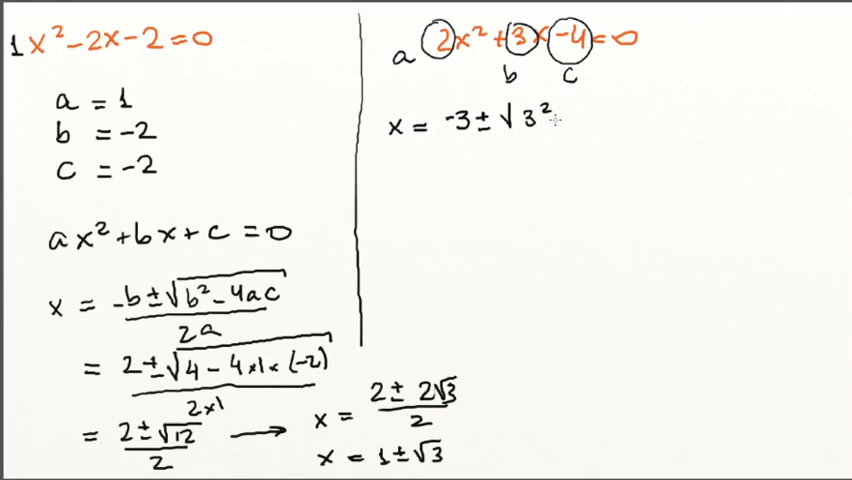 1x² - 2x - 2 = 0
a = 1
b = -2
c = -2
ax² + bx + c = 0
x = (-b ± √(b² - 4ac)) / 2a
= (2 ± √(4 - 4×1×(-2))) / 2×1
= (2 ± √12) / 2 → x = (2 ± 2√3) / 2
x = 1 ± √3
a 2x² + 3x - 4 = 0
b c
x = -3 ± √3²